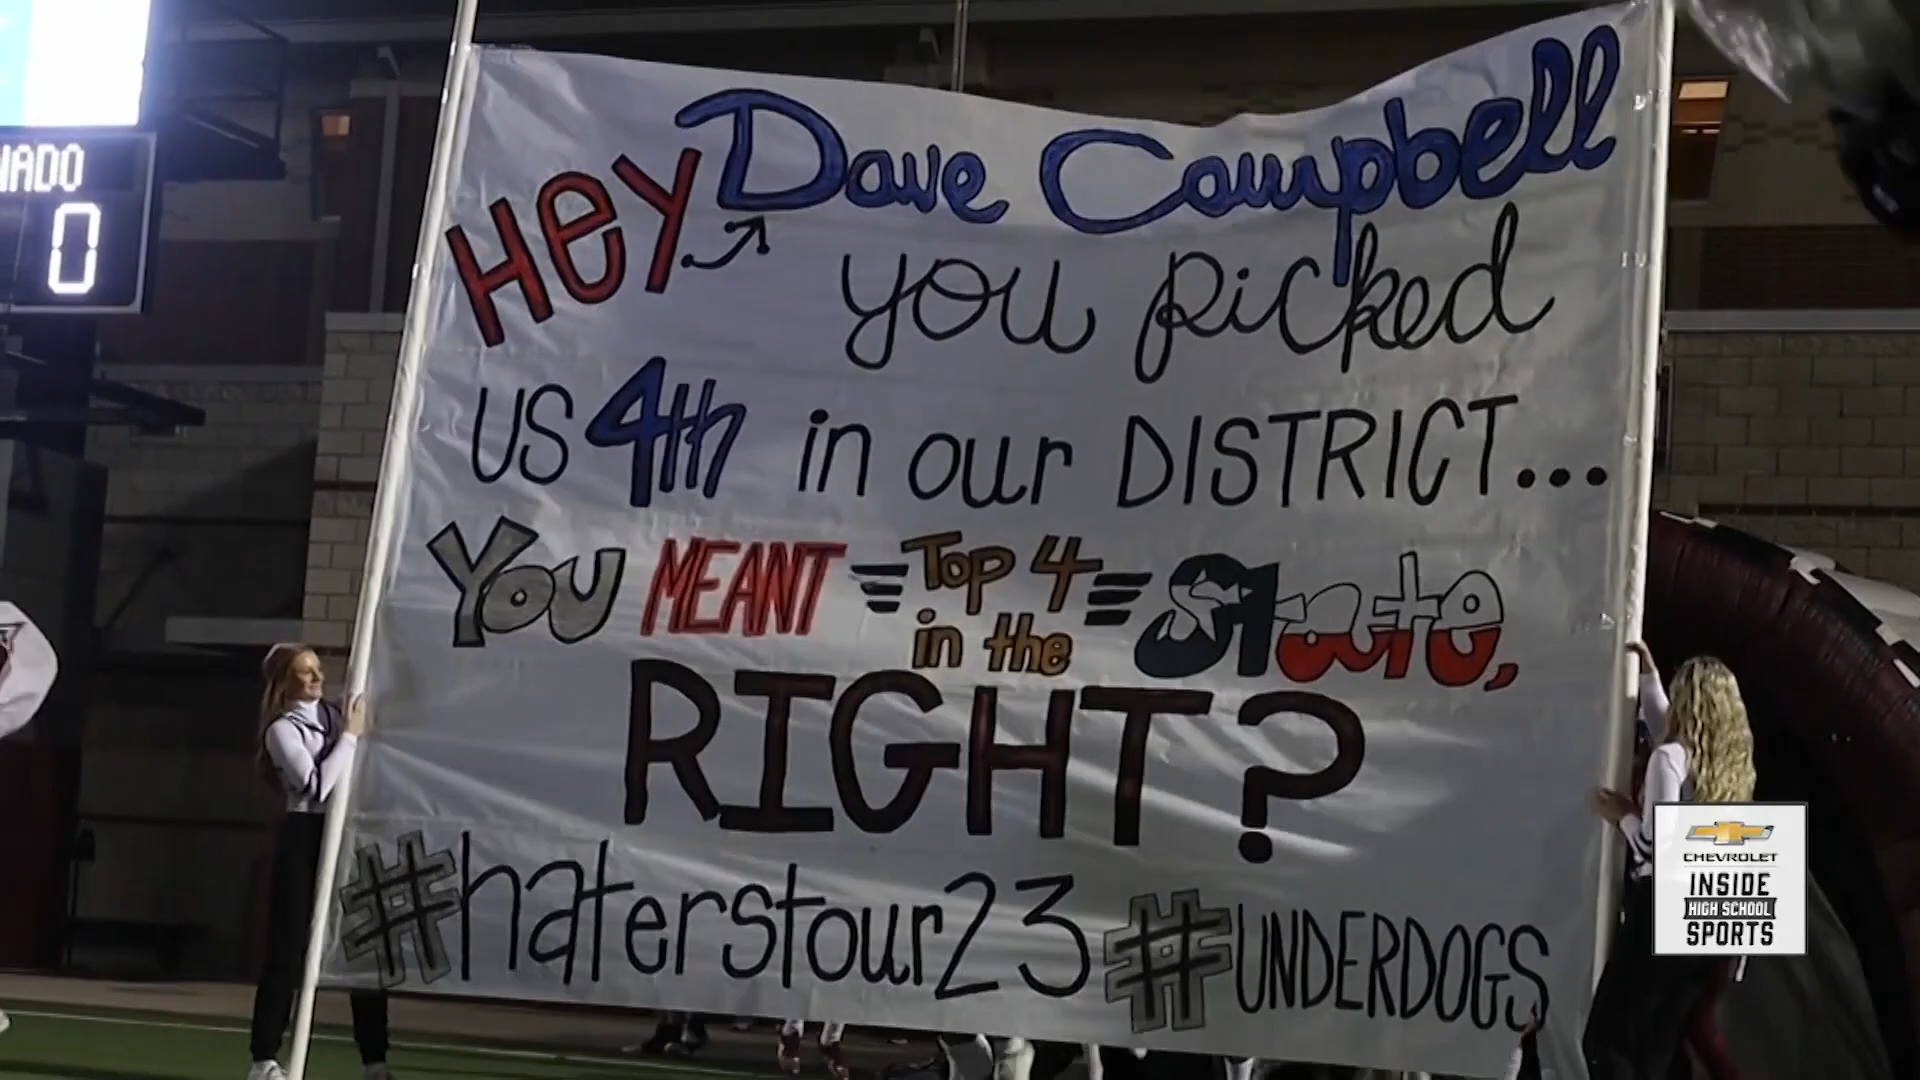 NADO
0
Hey Dave Campbell
you picked
us 4th in our DISTRICT...
You MEANT Top 4 in the State,
RIGHT?
#haterstour23 #UNDERDOGS
CHEVROLET
INSIDE
HIGH SCHOOL
SPORTS